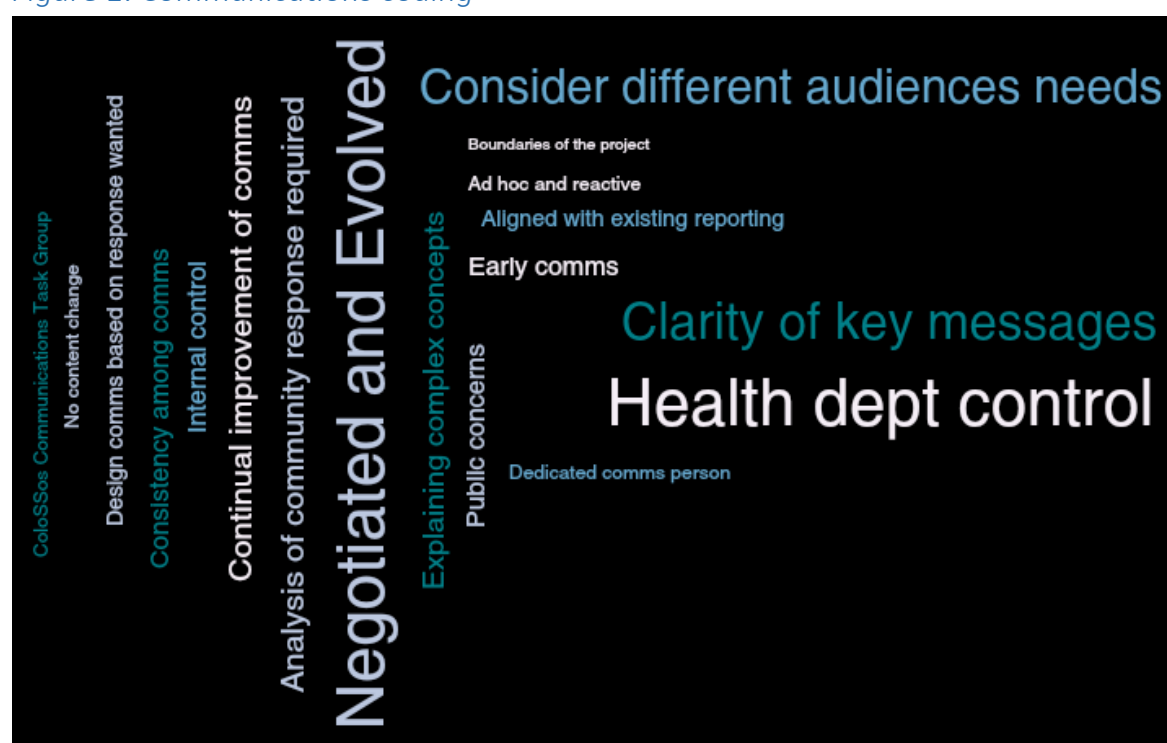 ColoSSos Communications Task Group
No content change
Design comms based on response wanted
Consistency among comms
Internal control
Continual improvement of comms
Analysis of community response required
Negotiated and Evolved
Consider different audiences needs
Boundaries of the project
Ad hoc and reactive
Aligned with existing reporting
Early comms
Explaining complex concepts
Public concerns
Clarity of key messages
Health dept control
Dedicated comms person